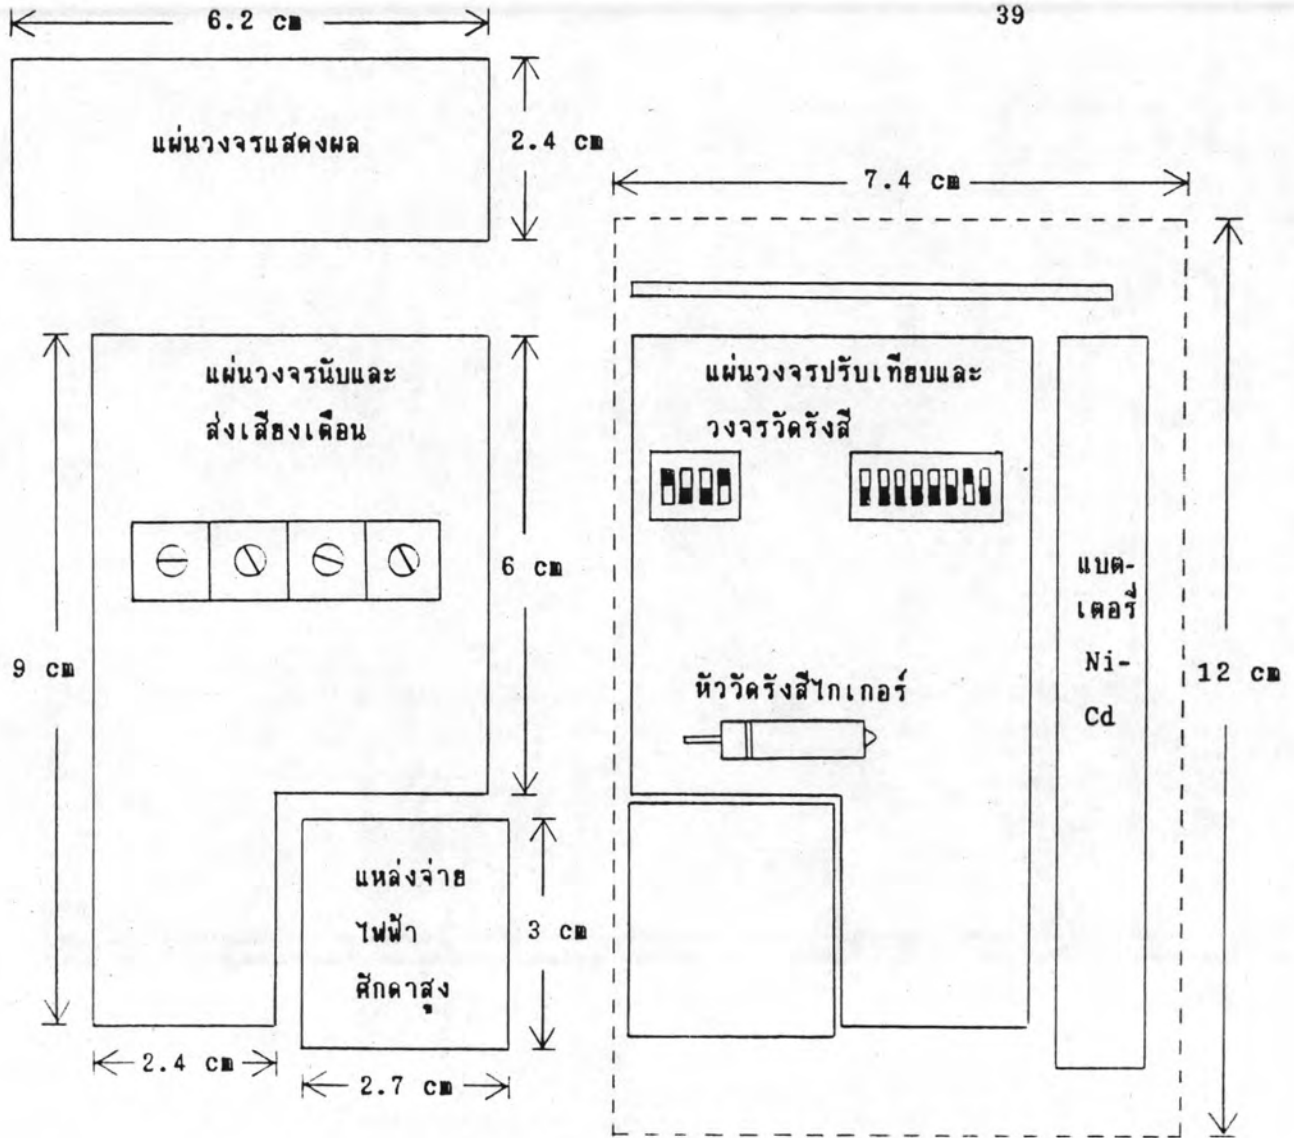 39
6.2 cm
แผ่นวงจรแสดงผล
2.4 cm
7.4 cm
แผ่นวงจรนับและ
ส่งเสียงเตือน
9 cm
6 cm
แหล่งจ่าย
ไฟฟ้า
ศักดาสูง
3 cm
2.4 cm
2.7 cm
แผ่นวงจรปรับเทียบและ
วงจรวัดรังสี
หัววัดรังสีไกเกอร์
แบต-
เตอรี่
Ni-
Cd
12 cm